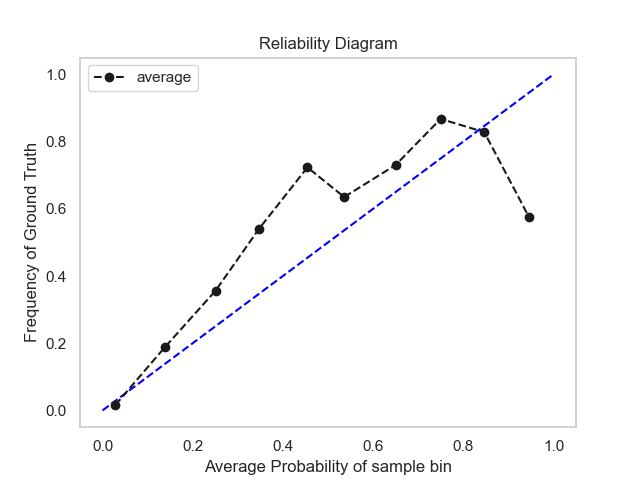 Reliability Diagram
average
1.0
0.8
0.6
0.4
0.2
0.0
Frequency of Ground Truth
0.0 0.2 0.4 0.6 0.8 1.0
Average Probability of sample bin